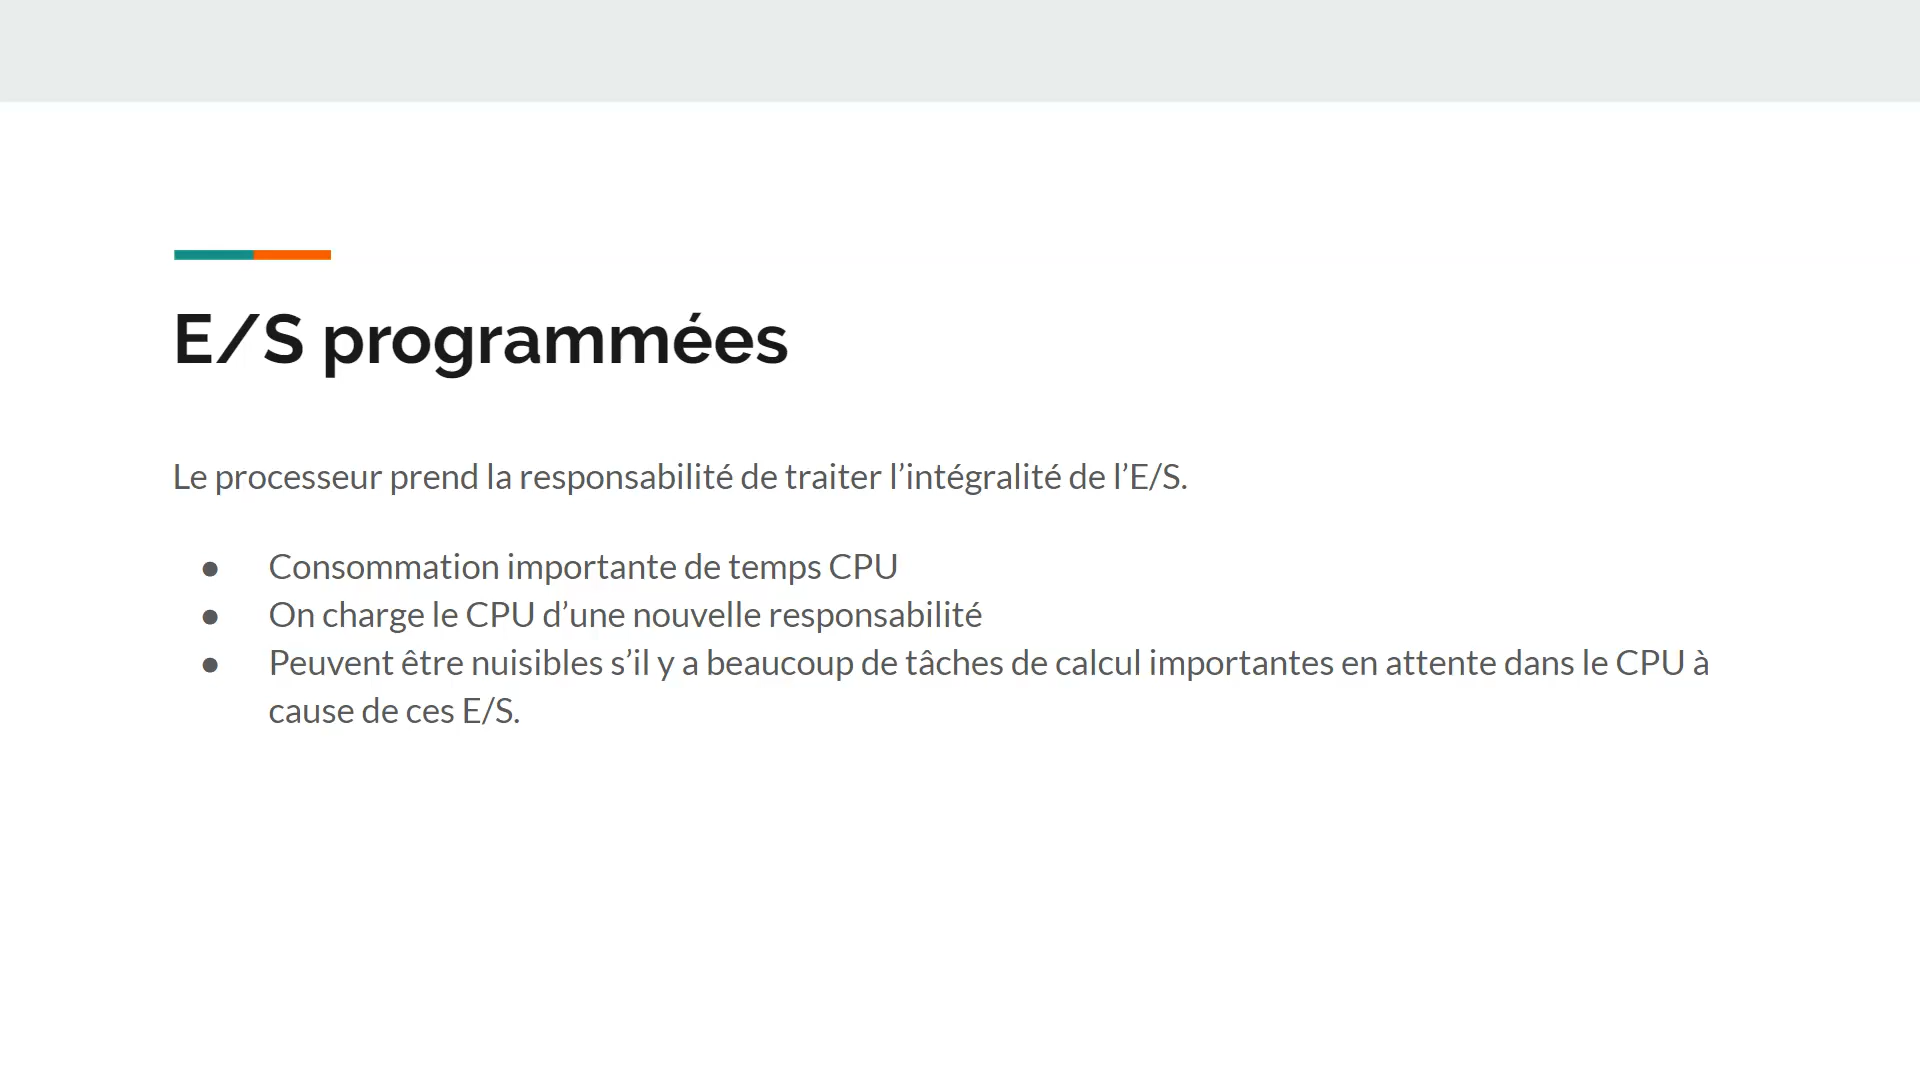 E/S programmées
Le processeur prend la responsabilité de traiter l’intégralité de l’E/S.
● Consommation importante de temps CPU
● On charge le CPU d’une nouvelle responsabilité
● Peuvent être nuisibles s’il y a beaucoup de tâches de calcul importantes en attente dans le CPU à
cause de ces E/S.